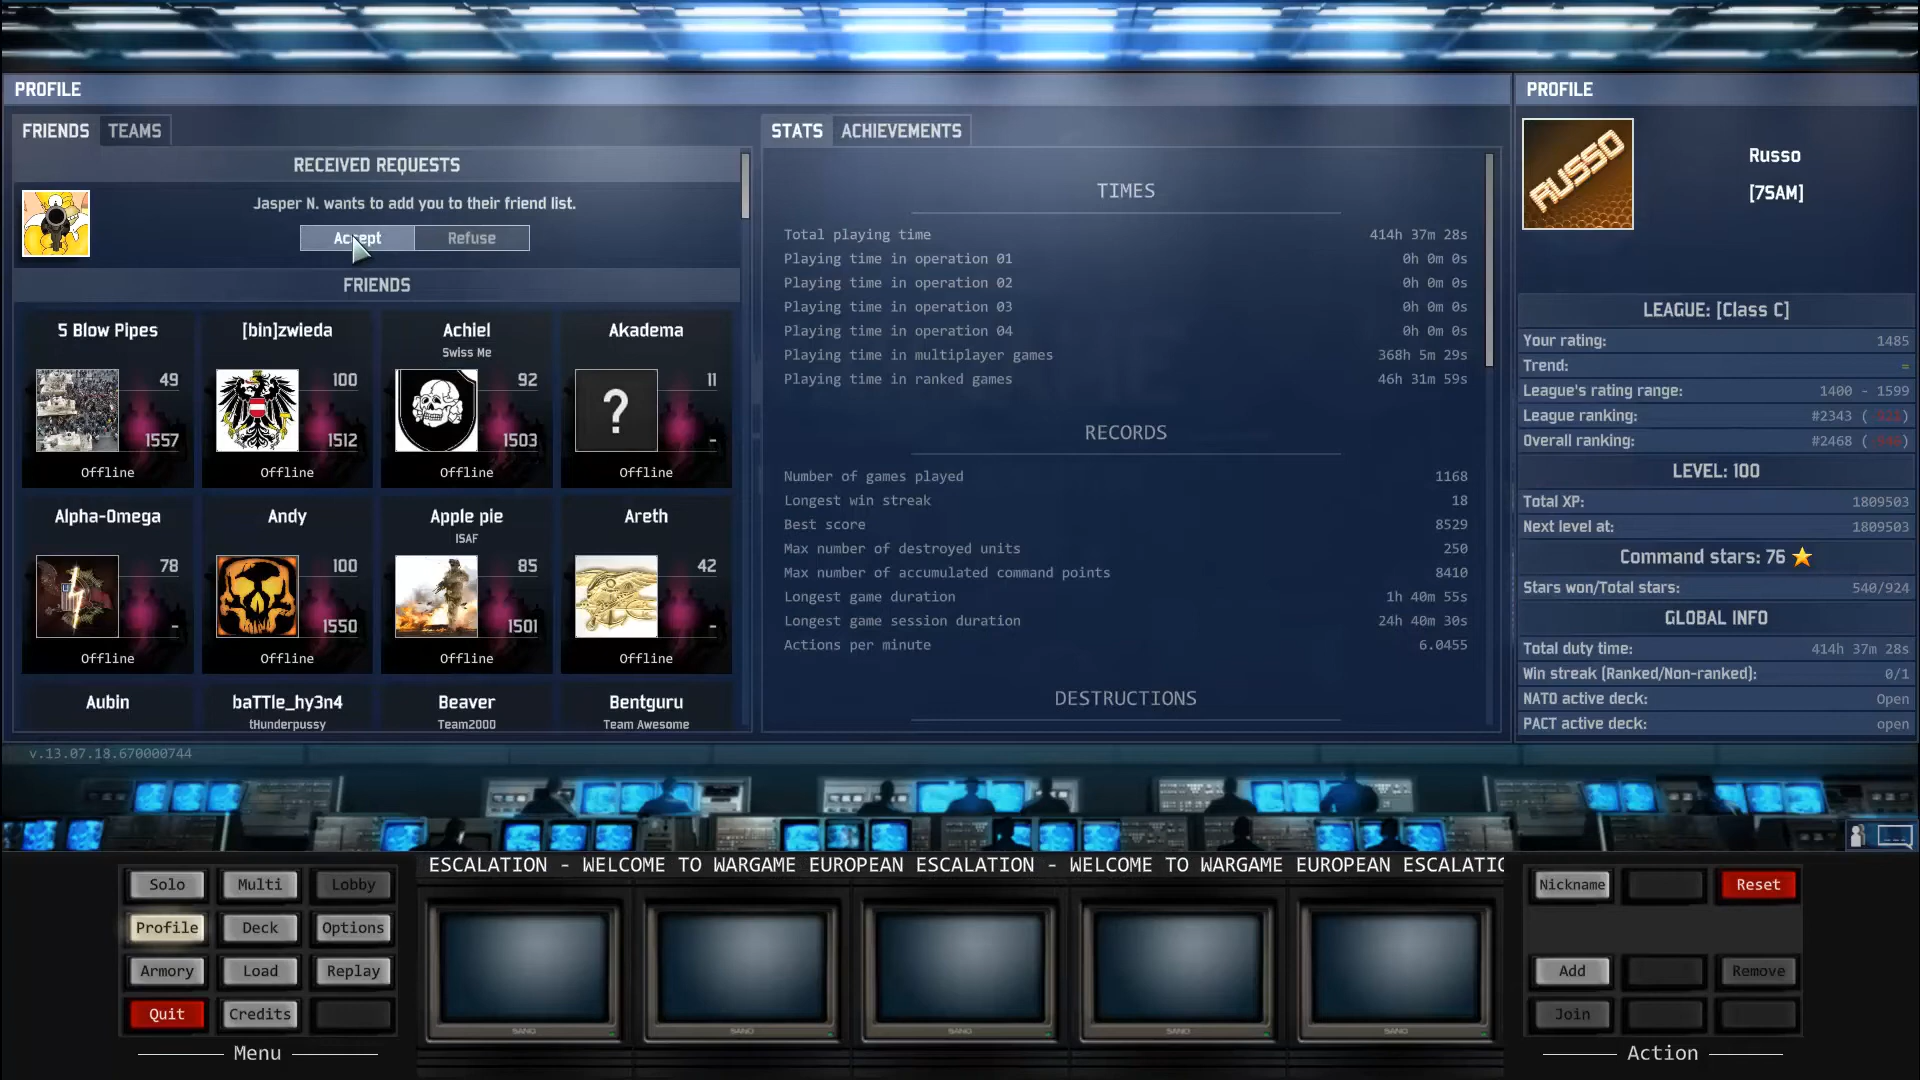 PROFILE
FRIENDS
TEAMS
RECEIVED REQUESTS
Jasper N. wants to add you to their friend list.
Accept
Refuse
FRIENDS
5 Blow Pipes
49
1557
Offline
[bin]zwieda
100
1512
Offline
Achiel
Swiss Me
92
1503
Offline
Akadema
?
11
-
Offline
Alpha-Omega
78
-
Offline
Andy
100
1550
Offline
Apple pie
ISAF
85
1501
Offline
Areth
42
-
Offline
Aubin
baTTle_hy3n4
tHunderpussy
Beaver
Team2000
Bentguru
Team Awesome
STATS
ACHIEVEMENTS
TIMES
Total playing time 414h 37m 28s
Playing time in operation 01 0h 0m 0s
Playing time in operation 02 0h 0m 0s
Playing time in operation 03 0h 0m 0s
Playing time in operation 04 0h 0m 0s
Playing time in multiplayer games 368h 5m 29s
Playing time in ranked games 46h 31m 59s
RECORDS
Number of games played 1168
Longest win streak 18
Best score 8529
Max number of destroyed units 250
Max number of accumulated command points 8410
Longest game duration 1h 40m 55s
Longest game session duration 24h 40m 30s
Actions per minute 6.0455
DESTRUCTIONS
PROFILE
RUSSO
Russo
[7SAM]
LEAGUE: [Class C]
Your rating: 1485
Trend: =
League's rating range: 1400 - 1599
League ranking: #2343 ( )
Overall ranking: #2468 ( )
LEVEL: 100
Total XP: 1809503
Next level at: 1809503
Command stars: 76
Stars won/Total stars: 540/924
GLOBAL INFO
Total duty time: 414h 37m 28s
Win streak (Ranked/Non-ranked): 0/1
NATO active deck: Open
PACT active deck: open
v.13.07.18.670000744
ESCALATION - WELCOME TO WARGAME EUROPEAN ESCALATION - WELCOME TO WARGAME EUROPEAN ESCALATIO
Solo
Multi
Lobby
Profile
Deck
Options
Armory
Load
Replay
Quit
Credits
Menu
SANO
SANO
SANO
SANO
SANO
Nickname
Reset
Add
Remove
Join
Action